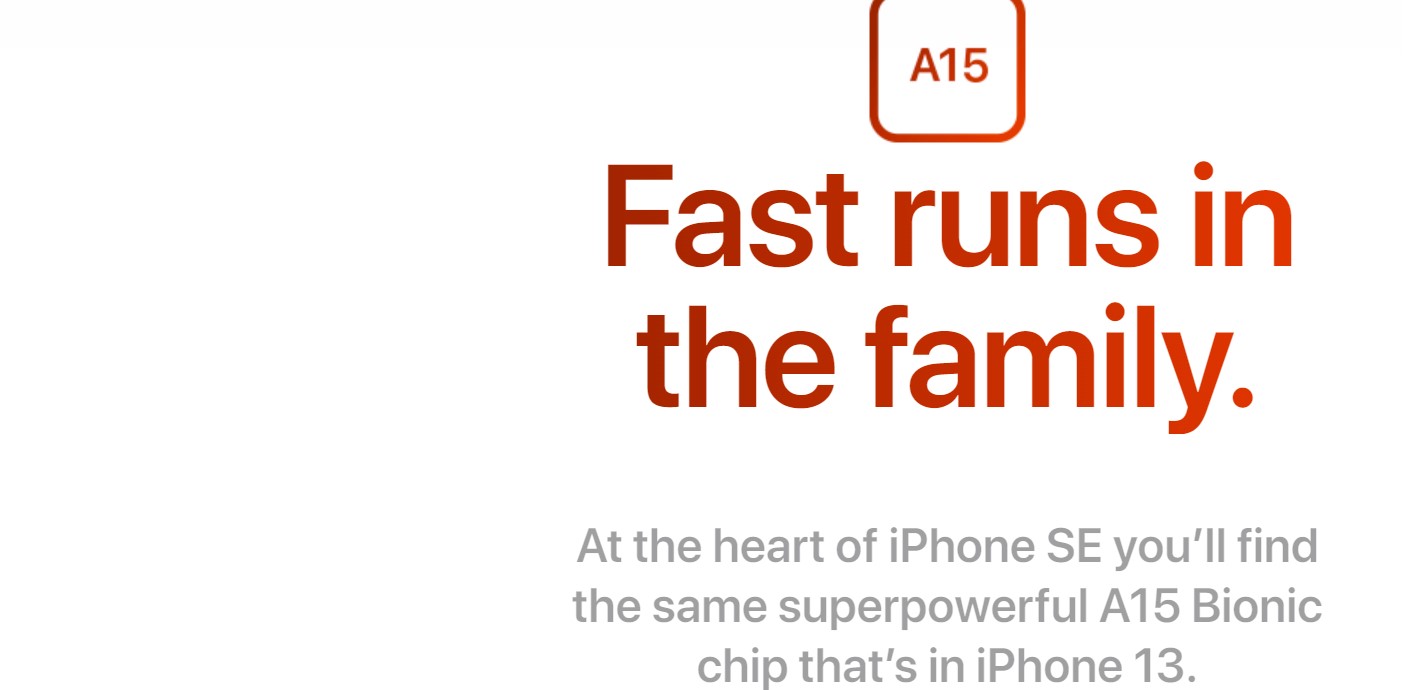 A15
Fast runs in
the family.
At the heart of iPhone SE you’ll find
the same superpowerful A15 Bionic
chip that’s in iPhone 13.